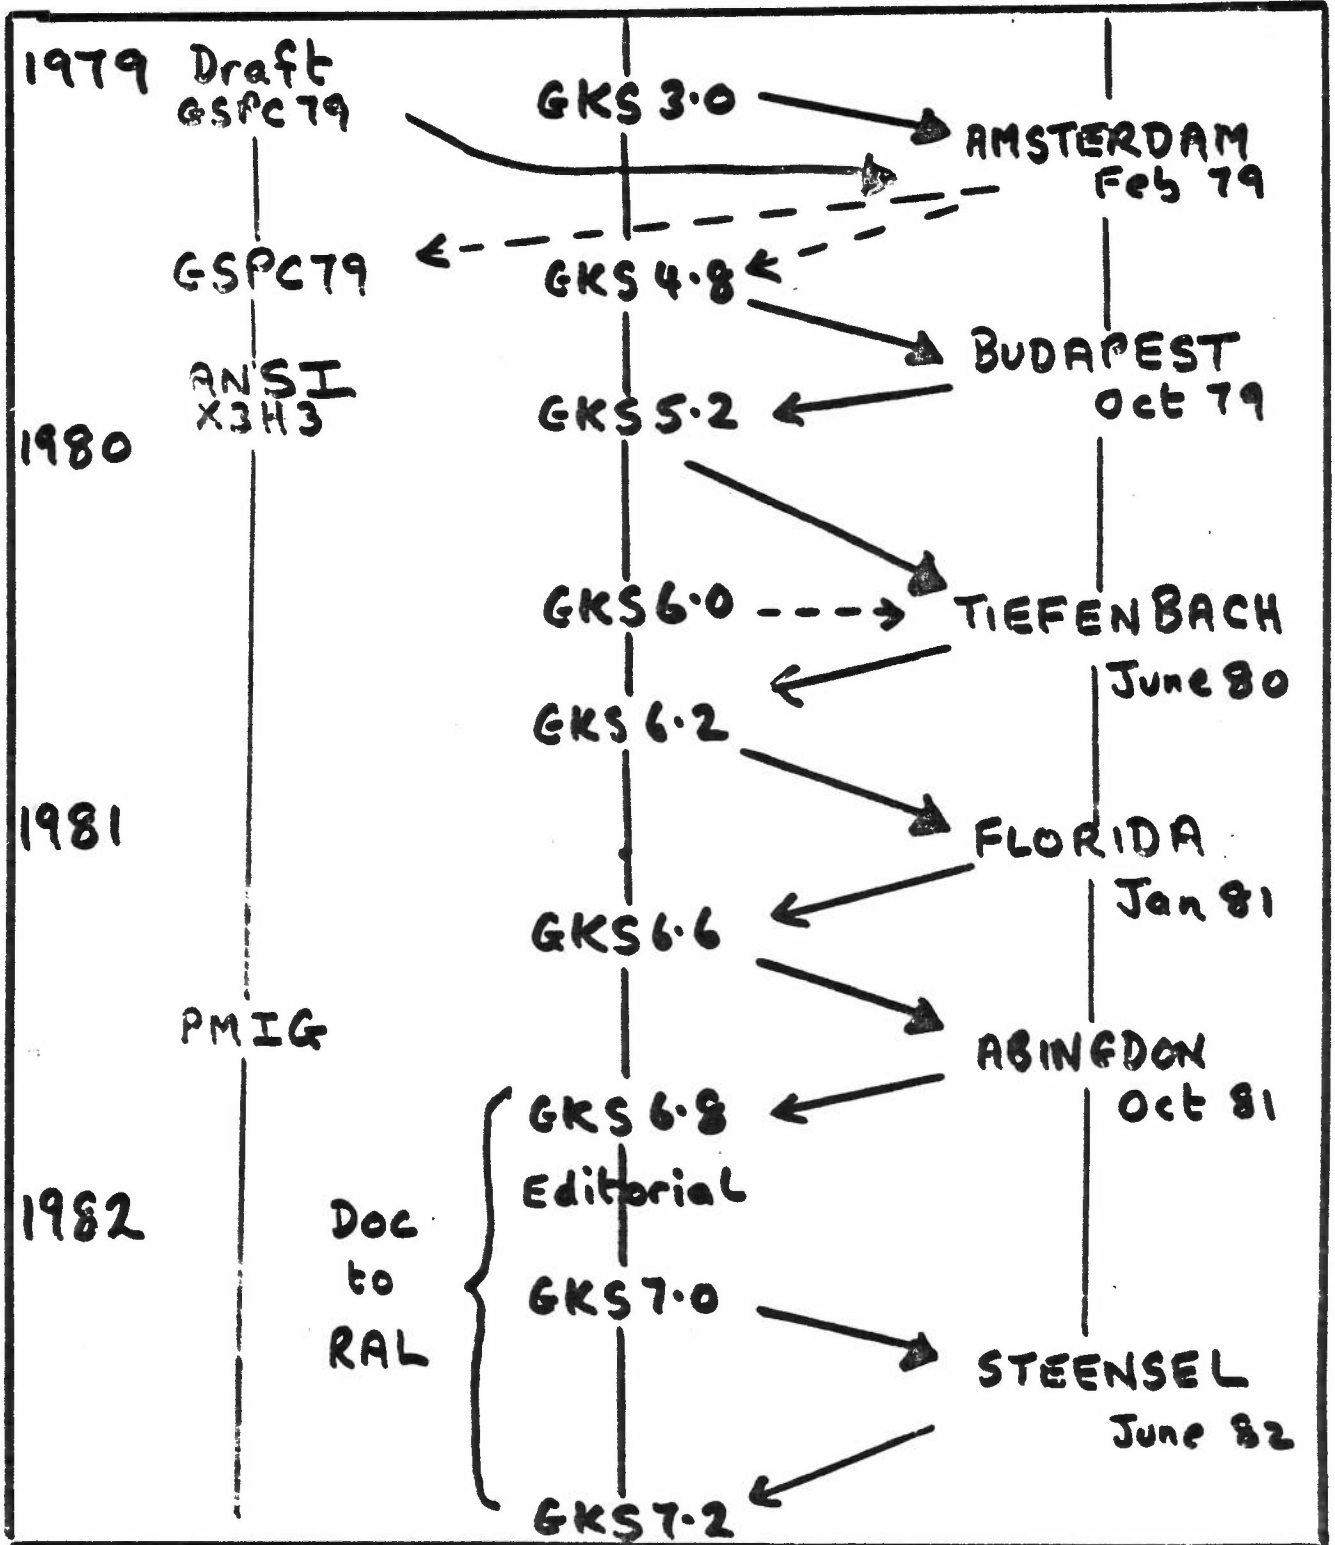 1979
Draft
GSPC79
GKS 3.0
AMSTERDAM
Feb 79
GSPC79
GKS 4.8
BUDAPEST
Oct 79
ANSI
X3H3
GKS 5.2
1980
GKS 6.0
TIEFENBACH
June 80
GKS 6.2
1981
FLORIDA
Jan 81
GKS 6.6
PMIG
ABINGDON
Oct 81
GKS 6.8
Editorial
1982
Doc
to
RAL
GKS 7.0
STEENSEL
June 82
GKS 7.2